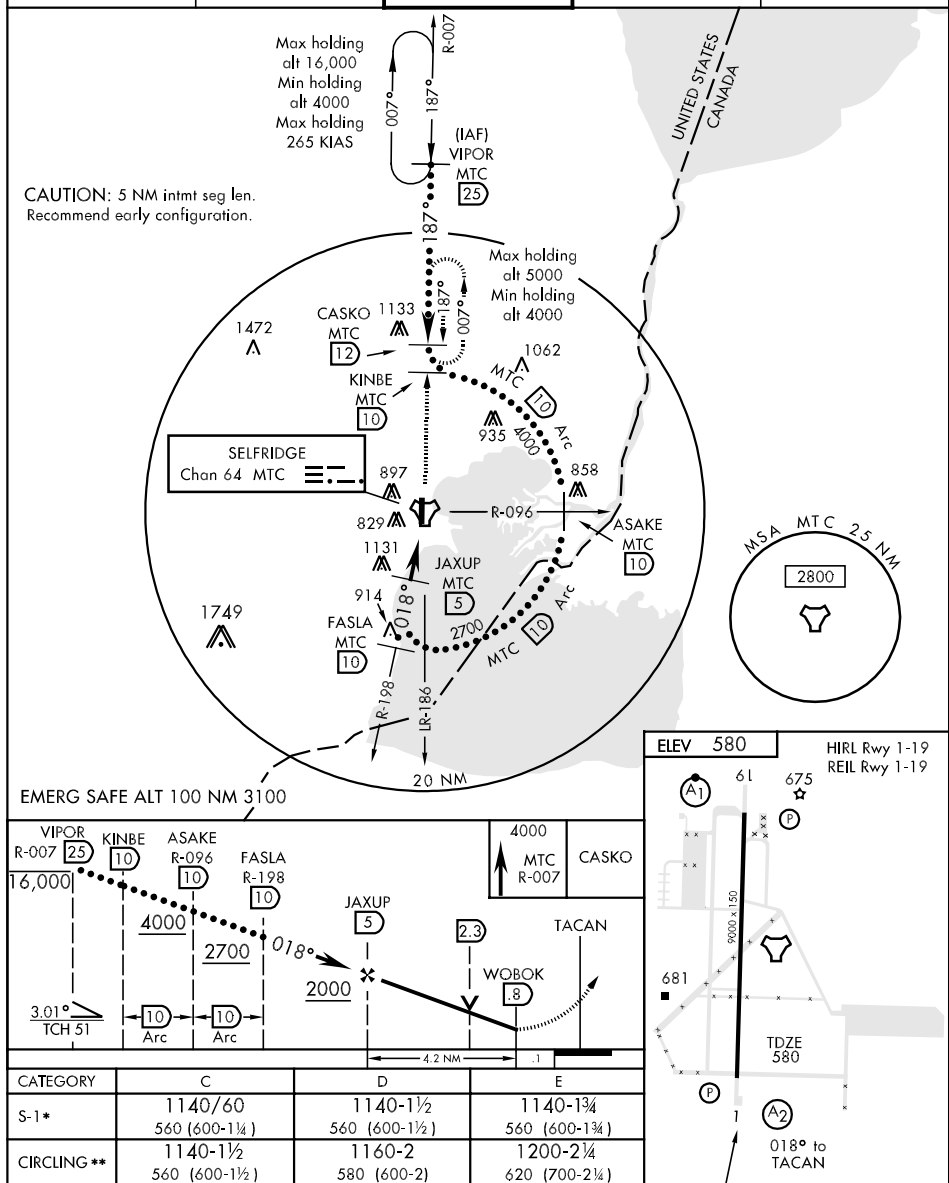 Max holding
alt 16,000
Min holding
alt 4000
Max holding
265 KIAS
007°
187°
R-007
(IAF)
VIPOR
MTC
25
UNITED STATES
CANADA
CAUTION: 5 NM intmt seg len.
Recommend early configuration.
187°
Max holding
alt 5000
Min holding
alt 4000
187°
007°
1472
CASKO
MTC
12
1133
KINBE
MTC
10
1062
MTC 10 Arc
4000
935
SELFRIDGE
Chan 64 MTC
897
829
858
R-096
ASAKE
MTC
10
1131
JAXUP
MTC
5
914
018°
FASLA
MTC
10
2700
MTC 10 Arc
1749
R-198
LR-186
20 NM
MSA MTC 25 NM
2800
EMERG SAFE ALT 100 NM 3100
VIPOR
R-007 25
16,000
KINBE
10
ASAKE
R-096
10
FASLA
R-198
10
4000
2700
018°
2000
JAXUP
5
2.3
WOBOK
.8
TACAN
4000
MTC
R-007
CASKO
3.01°
TCH 51
10
Arc
10
Arc
4.2 NM
.1
ELEV 580
HIRL Rwy 1-19
REIL Rwy 1-19
A1
19
675
P
9000 x 150
681
TDZE
580
P
1
A2
018° to
TACAN
CATEGORY C D E
S-1* 1140/60 1140-1½ 1140-1¾
560 (600-1¼) 560 (600-1½) 560 (600-1¾)
CIRCLING ** 1140-1½ 1160-2 1200-2¼
560 (600-1½) 580 (600-2) 620 (700-2¼)